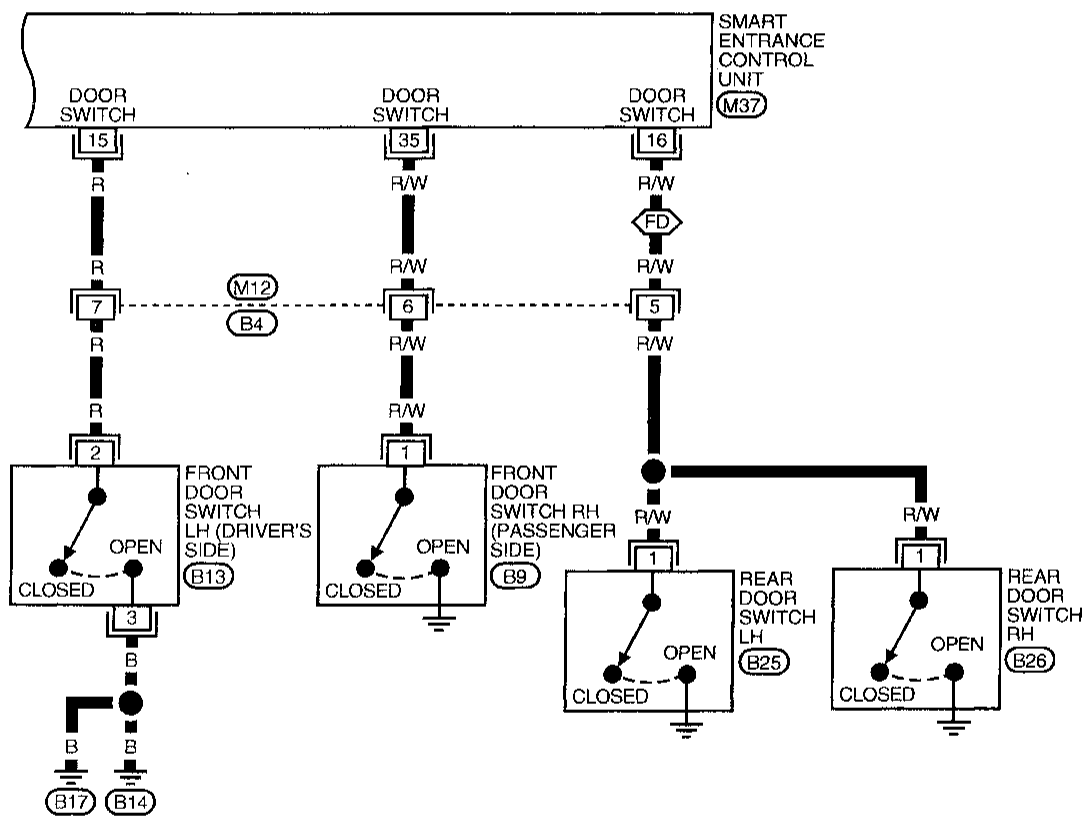 SMART
ENTRANCE
CONTROL
UNIT
M37
DOOR
SWITCH
DOOR
SWITCH
DOOR
SWITCH
15
35
16
R
R/W
R/W
FD
R
R/W
R/W
M12
7
6
5
B4
R
R/W
R/W
R
R/W
2
1
FRONT
DOOR
SWITCH
LH (DRIVER'S
SIDE)
B13
OPEN
CLOSED
FRONT
DOOR
SWITCH RH
(PASSENGER
SIDE)
B9
OPEN
CLOSED
R/W
R/W
1
1
3
REAR
DOOR
SWITCH
LH
B25
OPEN
CLOSED
REAR
DOOR
SWITCH
RH
B26
OPEN
CLOSED
B
B
B
B17
B14